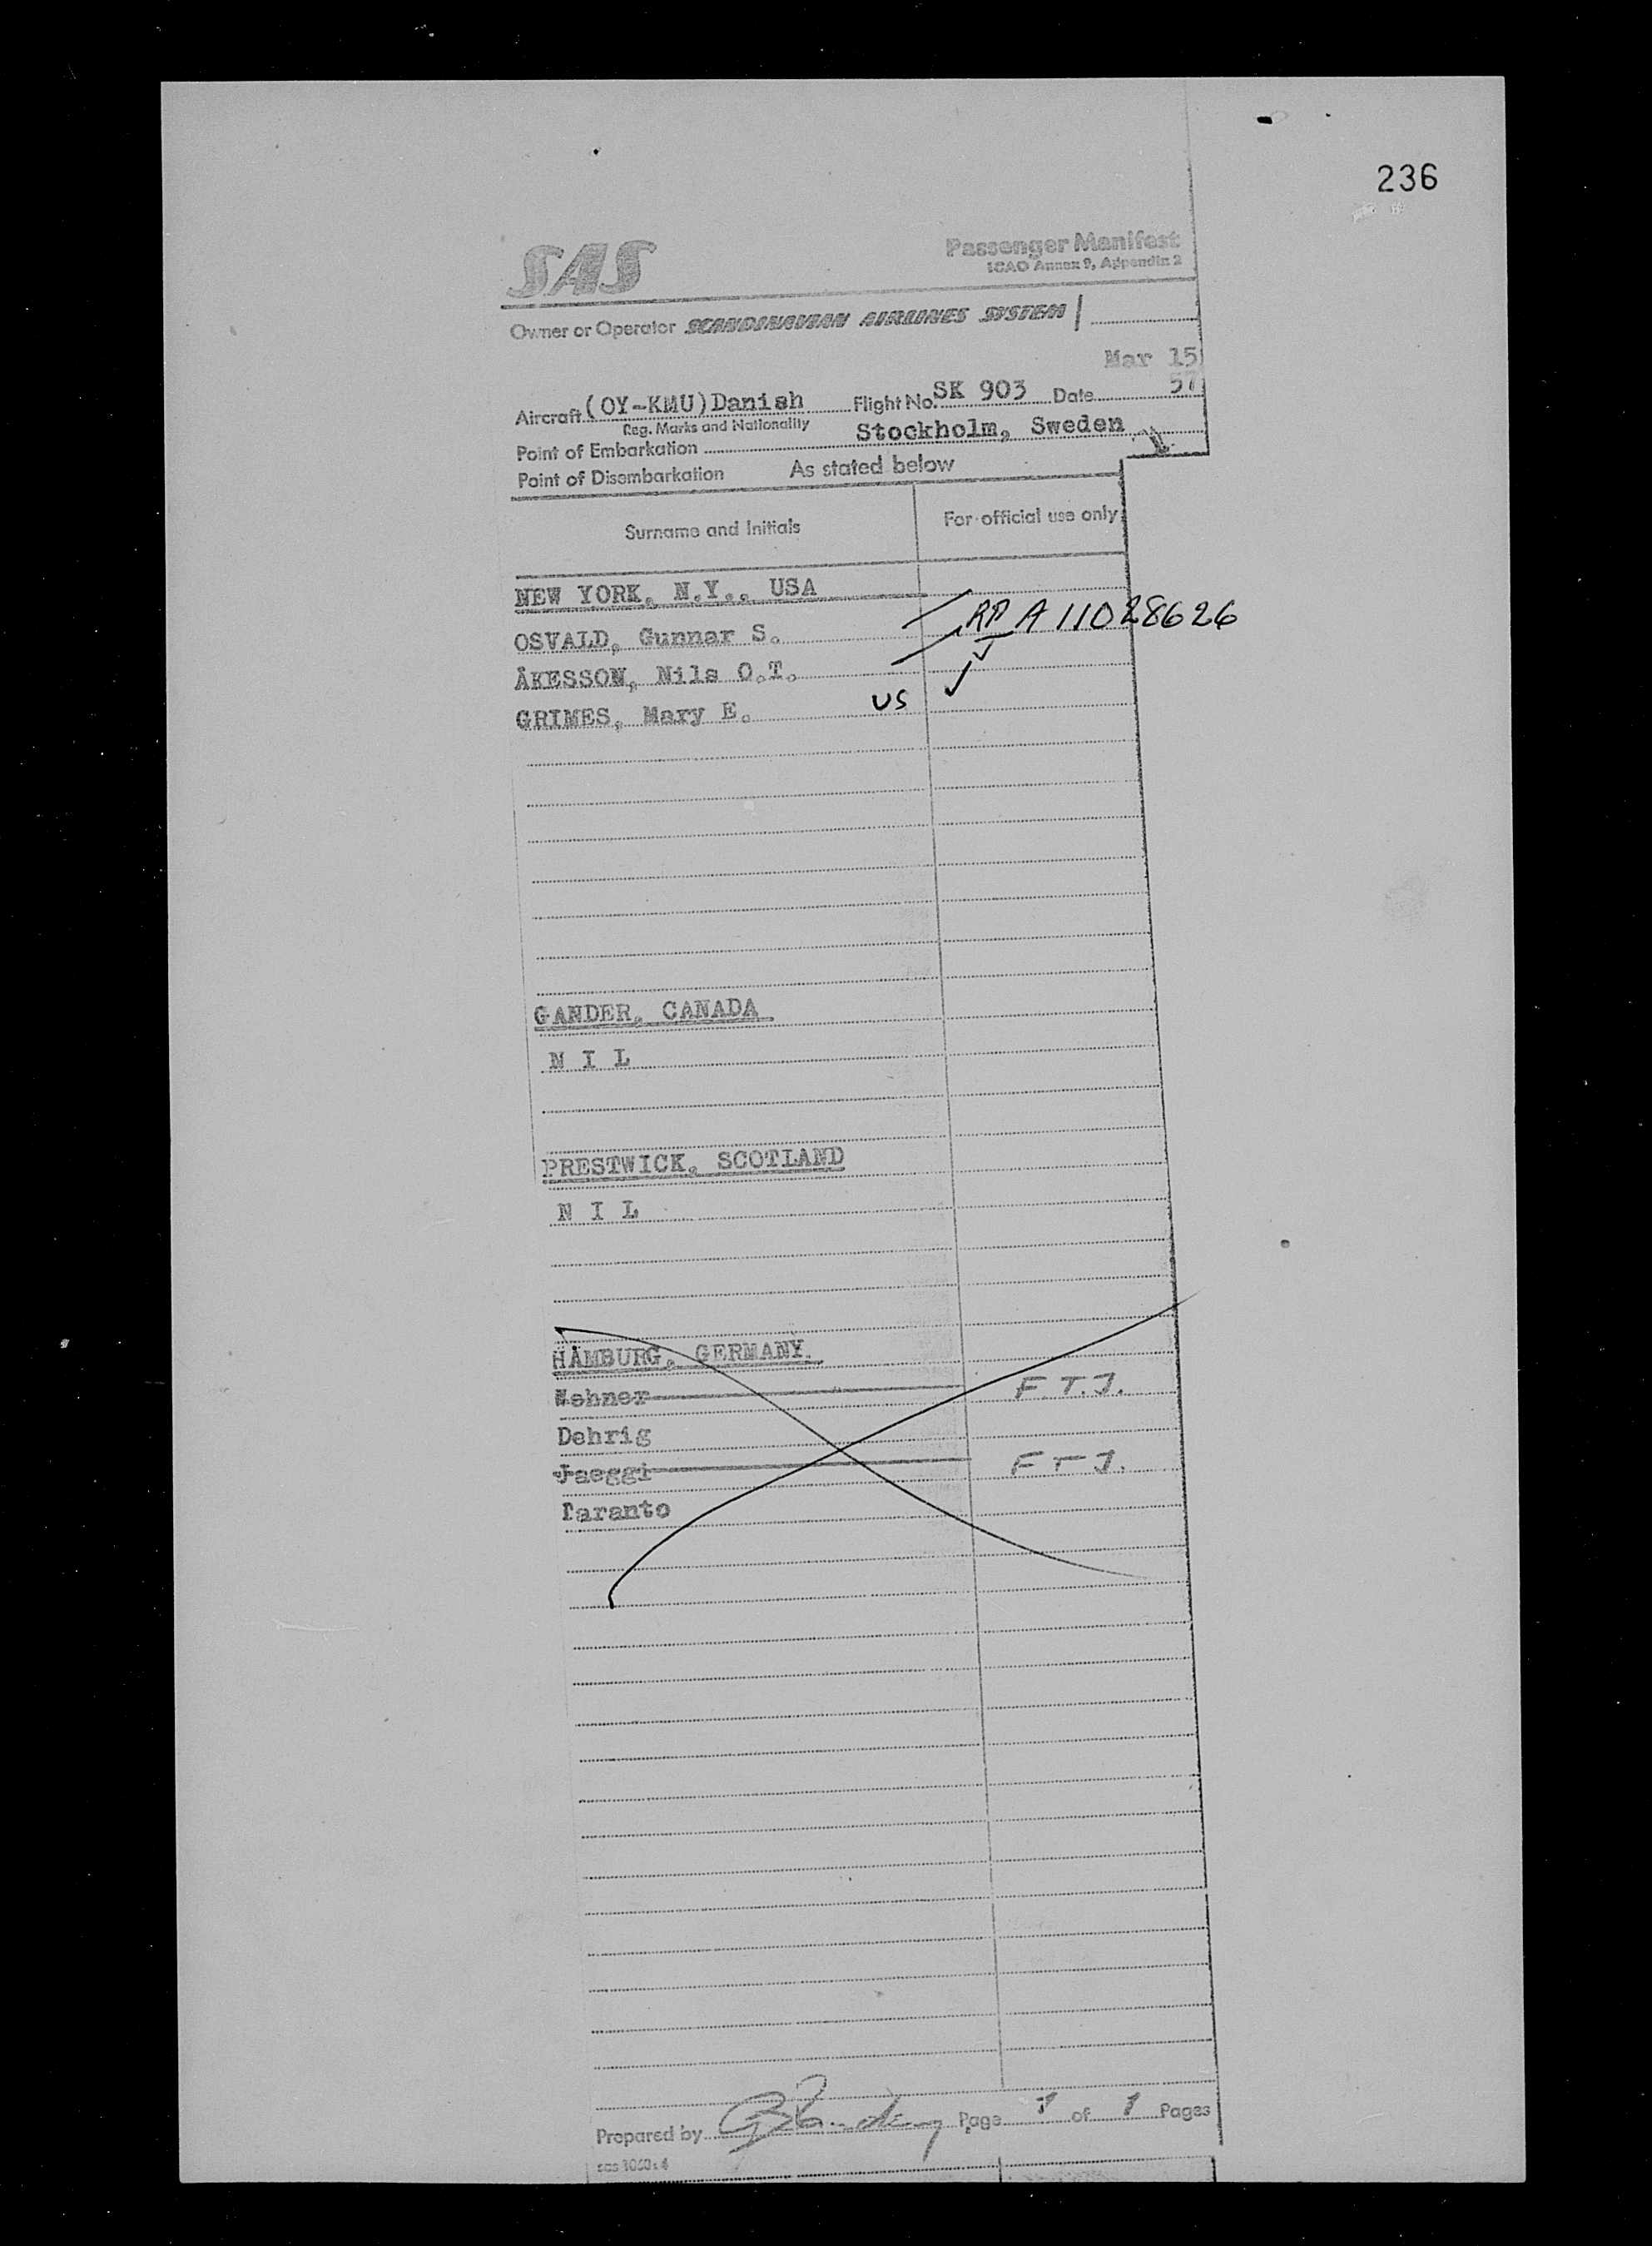 236
SAS Passenger Manifest
ICAO Annex 9, Appendix 2
Owner or Operator SCANDINAVIAN AIRLINES SYSTEM
Mar 15
57
Aircraft (OY-KMU) Danish Flight No. SK 903 Date
Reg. Marks and Nationality
Point of Embarkation Stockholm, Sweden
Point of Disembarkation As stated below
Surname and Initials For official use only
NEW YORK, N.Y., USA
OSVALD, Gunnar S. RP A11028626
ÅKESSON, Nils O.T.
GRIMES, Mary E. US
GANDER, CANADA
N I L
PRESTWICK, SCOTLAND
N I L
HAMBURG, GERMANY.
Wehner F.T.J.
Dehrig
Jaeggi F T J.
Taranto
Prepared by Page 1 of 1 Pages